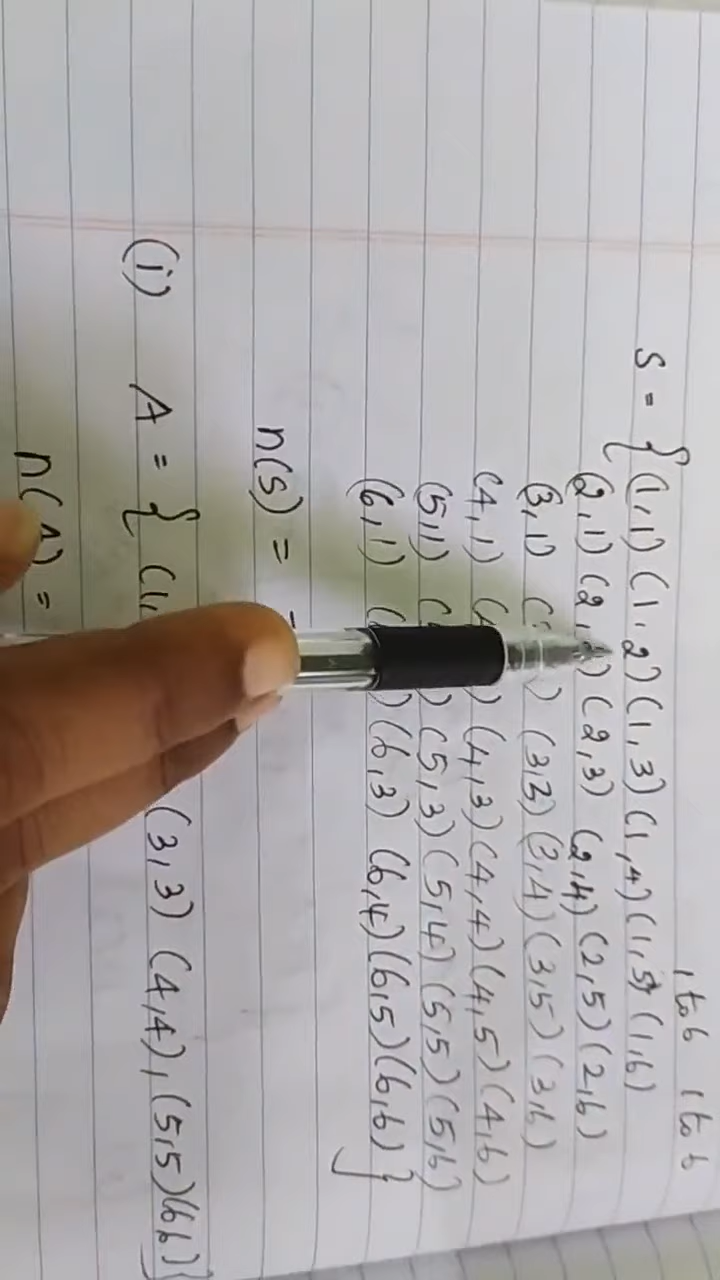 1 to 6 1 to 6
S = { (1,1) (1,2) (1,3) (1,4) (1,5) (1,6)
(2,1) (2, ) (2,3) (2,4) (2,5) (2,6)
(3,1) ( ) (3,3) (3,4) (3,5) (3,6)
(4,1) ( ) (4,3) (4,4) (4,5) (4,6)
(5,1) ( ) (5,3) (5,4) (5,5) (5,6)
(6,1) ( ) (6,3) (6,4) (6,5) (6,6) }
n(S) =
(i) A = { (1, (3,3) (4,4), (5,5) (6,6) }
n(A) =